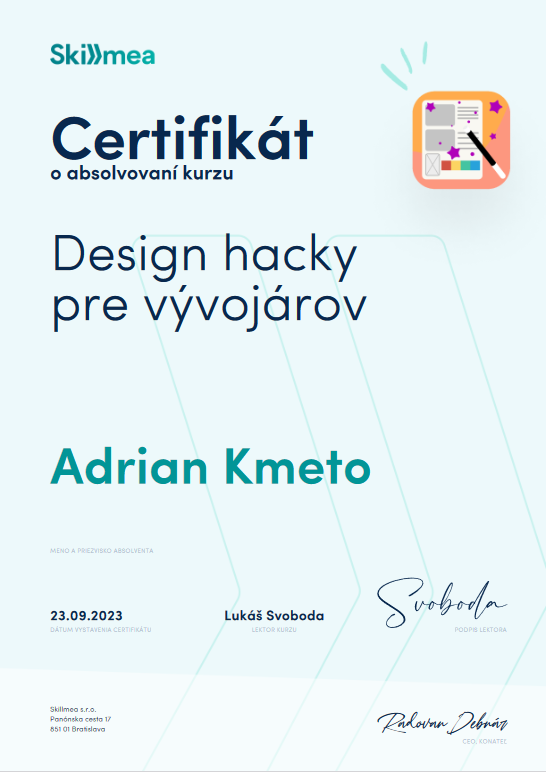 Skillmea
Certifikát
o absolvovaní kurzu
Design hacky
pre vývojárov
Adrian Kmeto
MENO A PRIEZVISKO ABSOLVENTA
23.09.2023
DÁTUM VYSTAVENIA CERTIFIKÁTU
Lukáš Svoboda
LEKTOR KURZU
Svoboda
PODPIS LEKTORA
Skillmea s.r.o.
Panónska cesta 17
851 01 Bratislava
Radovan Debnár
CEO, KONATEĽ